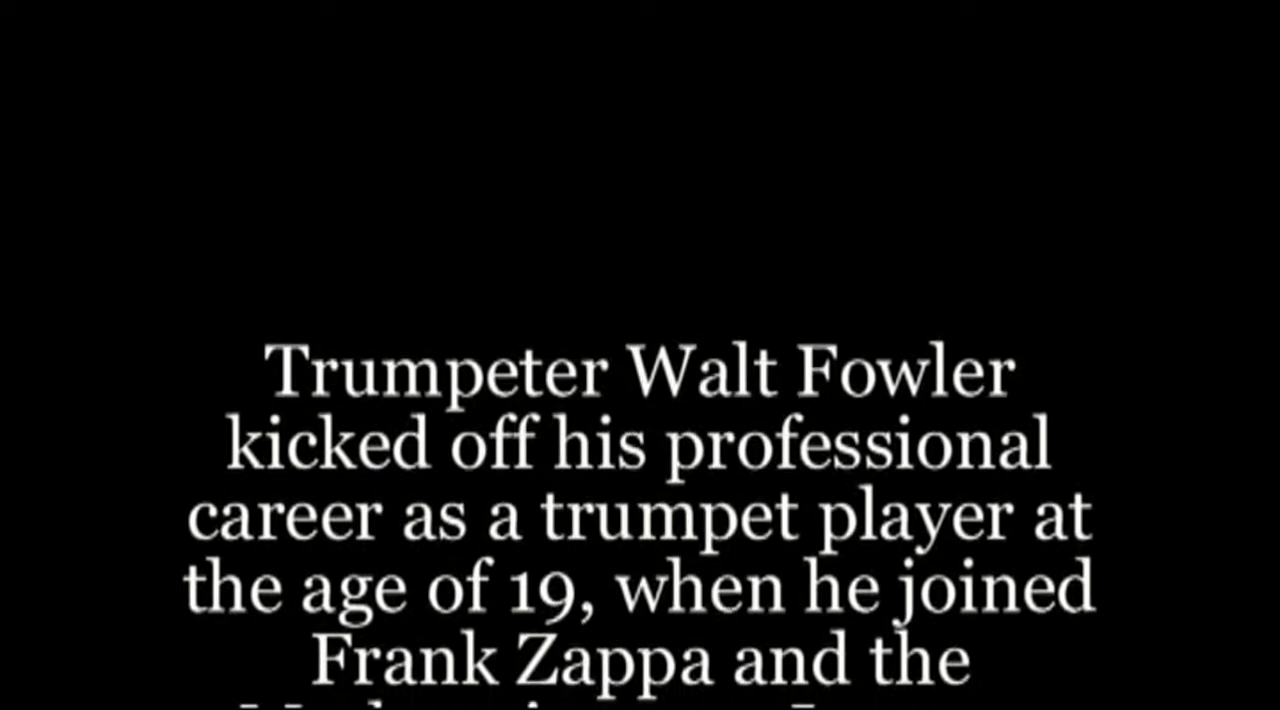 Trumpeter Walt Fowler
kicked off his professional
career as a trumpet player at
the age of 19, when he joined
Frank Zappa and the